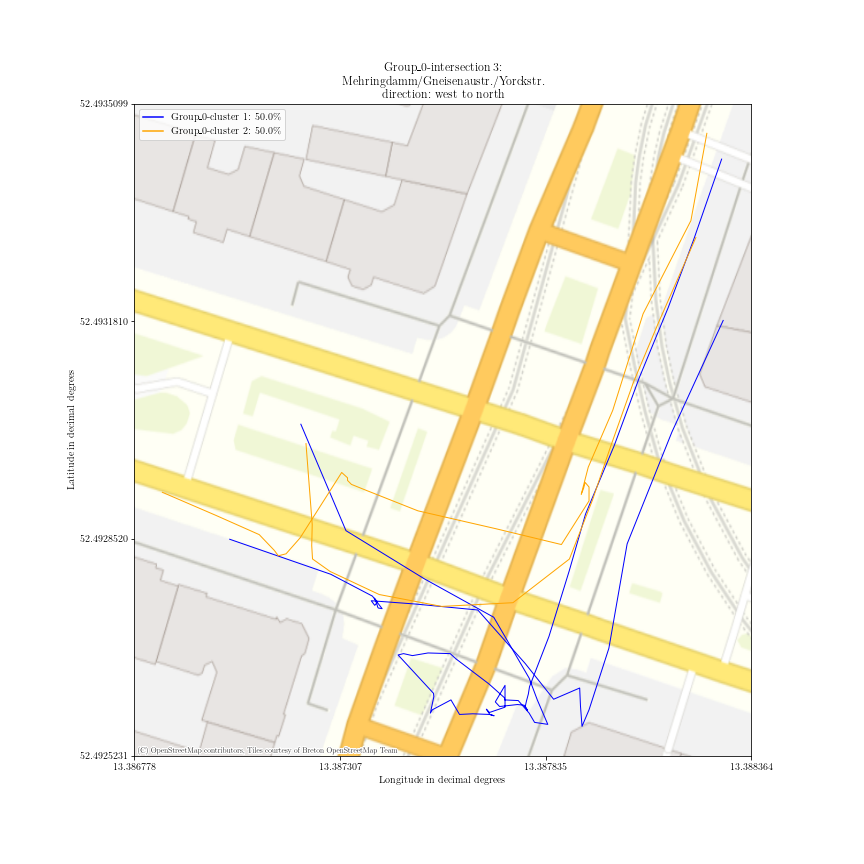 Group_0-intersection 3:
Mehringdamm/Gneisenaustr./Yorckstr.
direction: west to north
52.4935099
Group_0-cluster 1: 50.0%
Group_0-cluster 2: 50.0%
52.4931810
Latitude in decimal degrees
52.4928520
(C) OpenStreetMap contributors; Tiles courtesy of Breton OpenStreetMap Team
52.4925231
13.386778 13.387307 13.387835 13.388364
Longitude in decimal degrees